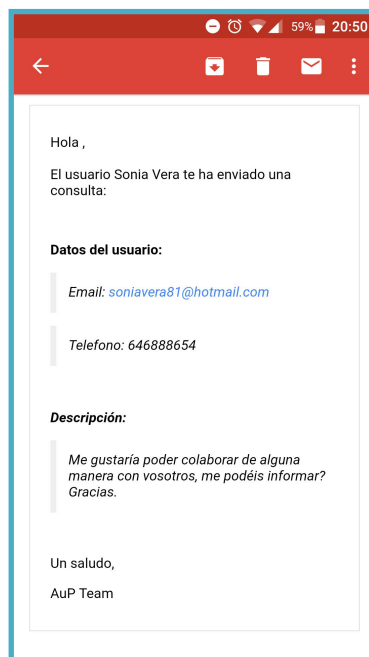 59% 20:50
Hola ,
El usuario Sonia Vera te ha enviado una
consulta:
Datos del usuario:
Email: soniavera81@hotmail.com
Telefono: 646888654
Descripción:
Me gustaría poder colaborar de alguna
manera con vosotros, me podéis informar?
Gracias.
Un saludo,
AuP Team